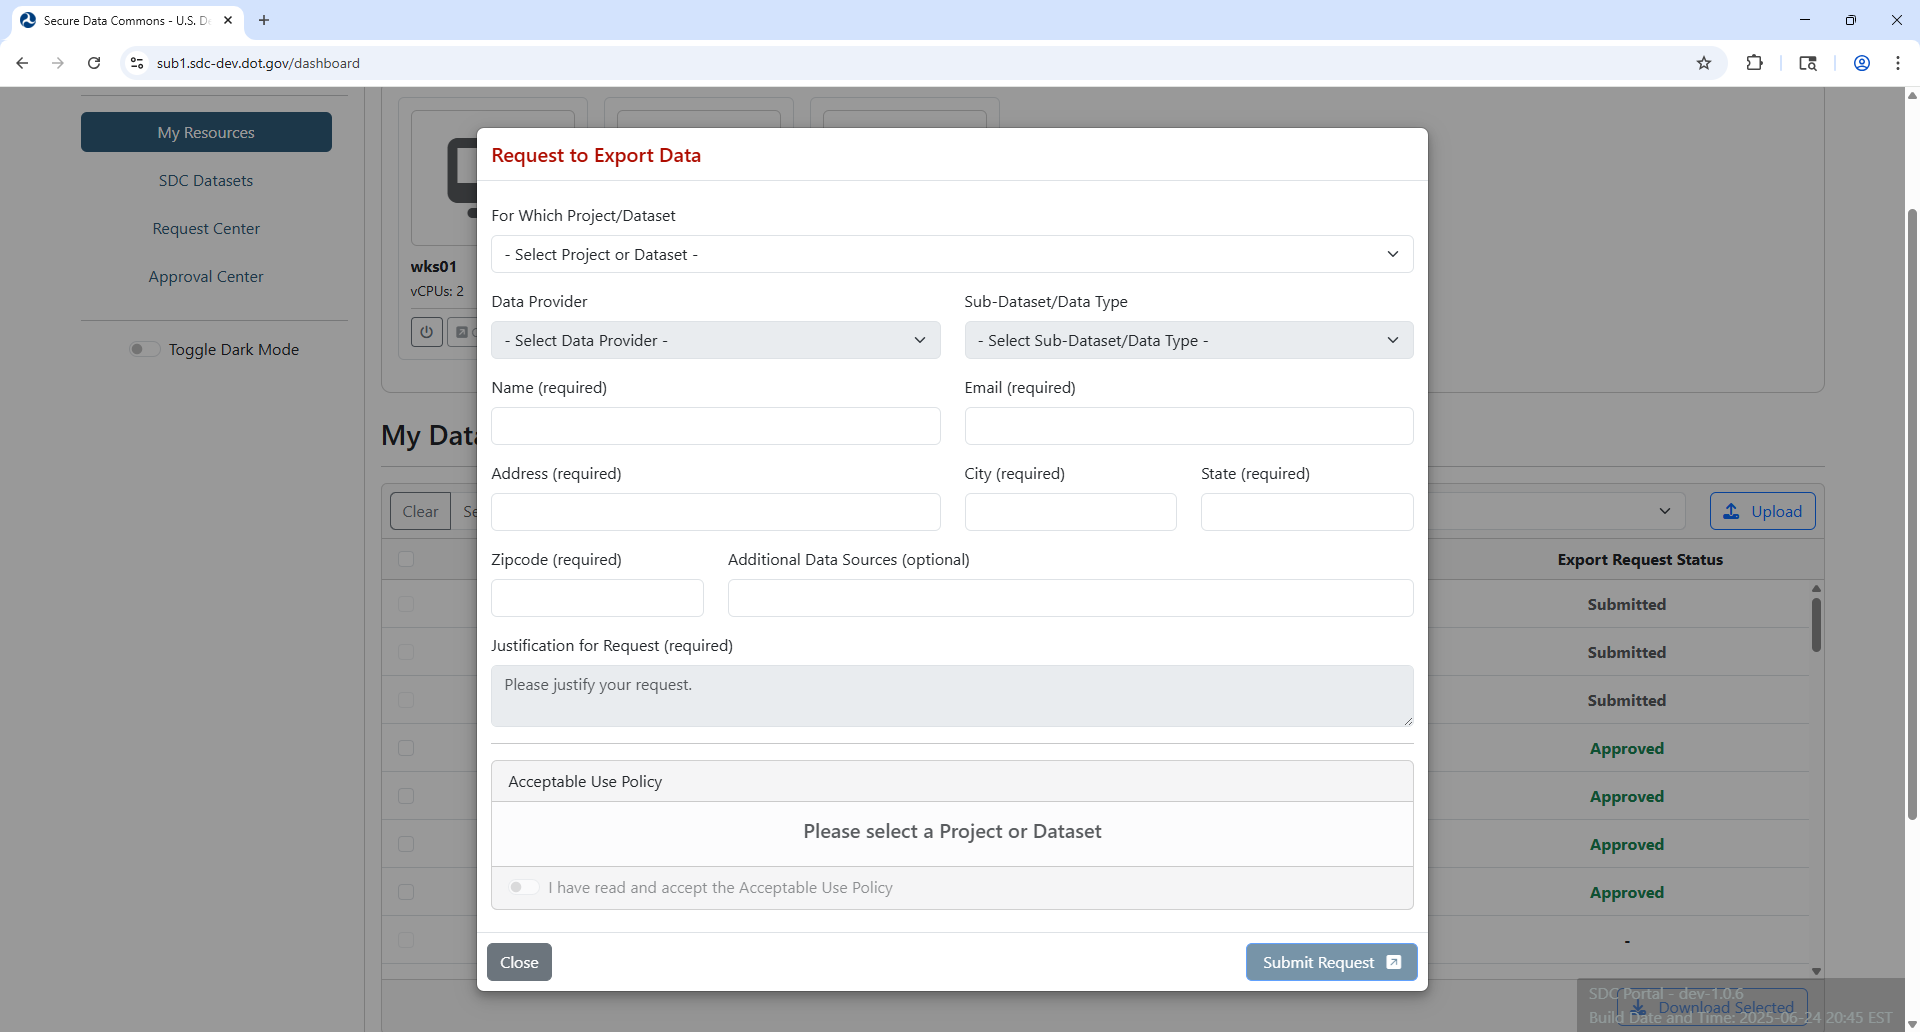 Secure Data Commons - U.S. D
sub1.sdc-dev.dot.gov/dashboard
My Resources
SDC Datasets
Request Center
Approval Center
Toggle Dark Mode
wks01
vCPUs: 2
My Dat
Clear
Se
Upload
Export Request Status
Submitted
Submitted
Submitted
Approved
Approved
Approved
Approved
-
Download Selected
SDC Portal - dev-1.0.6
Build Date and Time: 2025-06-24 20:45 EST
Request to Export Data
For Which Project/Dataset
- Select Project or Dataset -
Data Provider
Sub-Dataset/Data Type
- Select Data Provider -
- Select Sub-Dataset/Data Type -
Name (required)
Email (required)
Address (required)
City (required)
State (required)
Zipcode (required)
Additional Data Sources (optional)
Justification for Request (required)
Please justify your request.
Acceptable Use Policy
Please select a Project or Dataset
I have read and accept the Acceptable Use Policy
Close
Submit Request